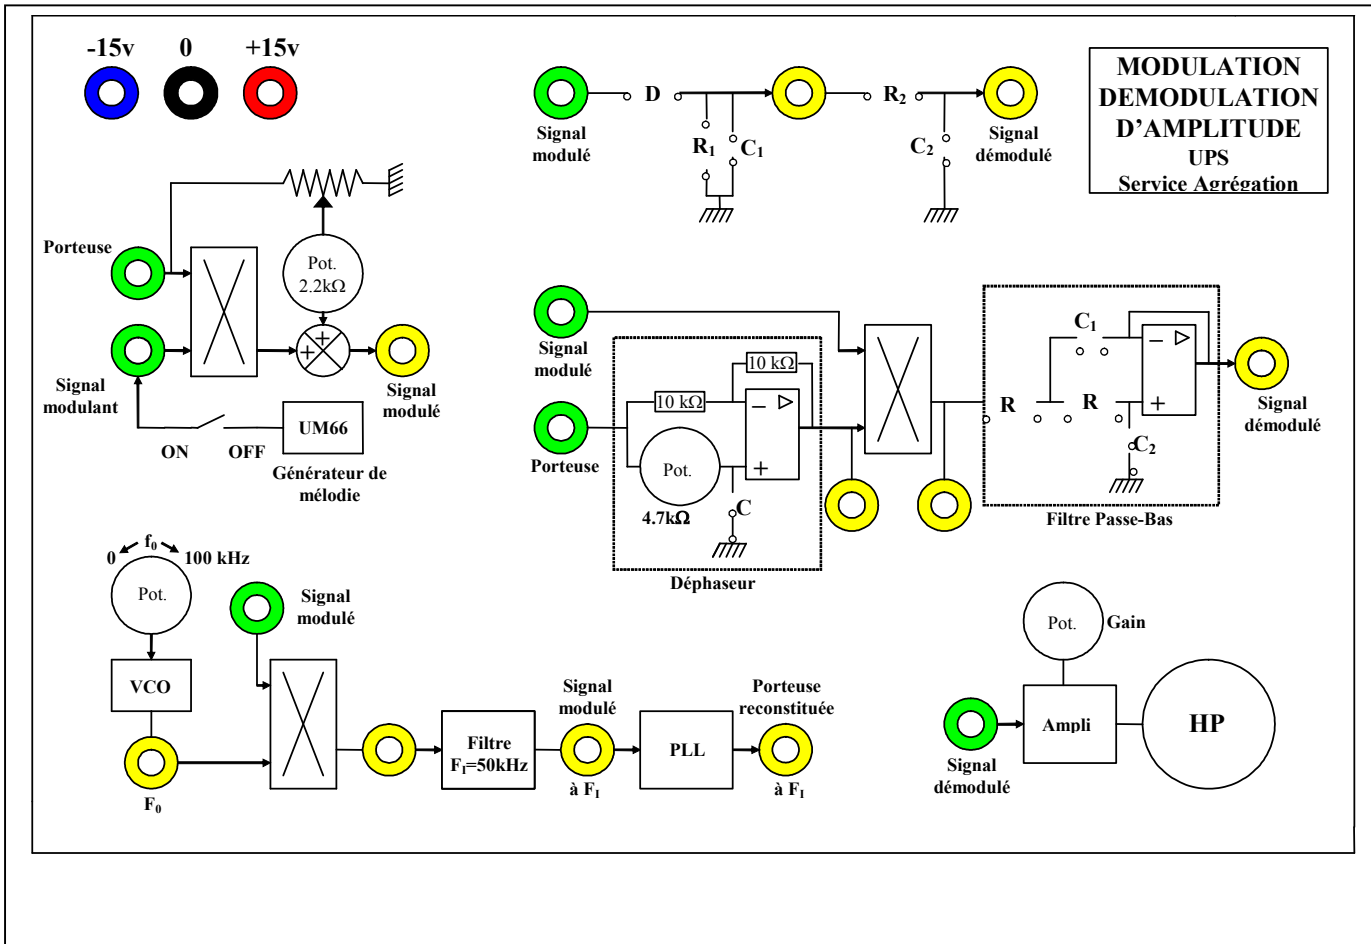 -15v 0 +15v
MODULATION
DEMODULATION
D'AMPLITUDE
UPS
Service Agrégation
D
R₂
Signal
modulé
R₁
C₁
C₂
Signal
démodulé
Porteuse
Pot.
2.2kΩ
+
+
Signal
modulant
Signal
modulé
ON OFF
UM66
Générateur de
mélodie
Signal
modulé
Porteuse
10 kΩ
10 kΩ
−
+
Pot.
4.7kΩ
C
Déphaseur
C₁
−
+
R
R
C₂
Signal
démodulé
Filtre Passe-Bas
f₀
0 100 kHz
Pot.
VCO
F₀
Signal
modulé
Filtre
F_I=50kHz
Signal
modulé
à F_I
PLL
Porteuse
reconstituée
à F_I
Pot.
Gain
Ampli
HP
Signal
démodulé